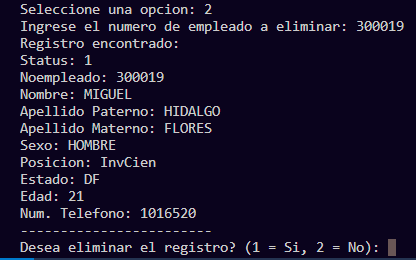 Seleccione una opcion: 2
Ingrese el numero de empleado a eliminar: 300019
Registro encontrado:
Status: 1
Noempleado: 300019
Nombre: MIGUEL
Apellido Paterno: HIDALGO
Apellido Materno: FLORES
Sexo: HOMBRE
Posicion: InvCien
Estado: DF
Edad: 21
Num. Telefono: 1016520
------------------------
Desea eliminar el registro? (1 = Si, 2 = No):